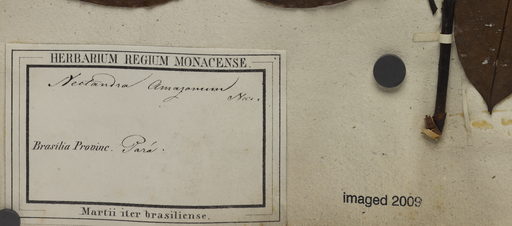 HERBARIUM REGIUM MONACENSE.
Nectandra Amazonum
Nees.
Brasilia Provinc. Pará.
Martii iter brasiliense.
imaged 2009